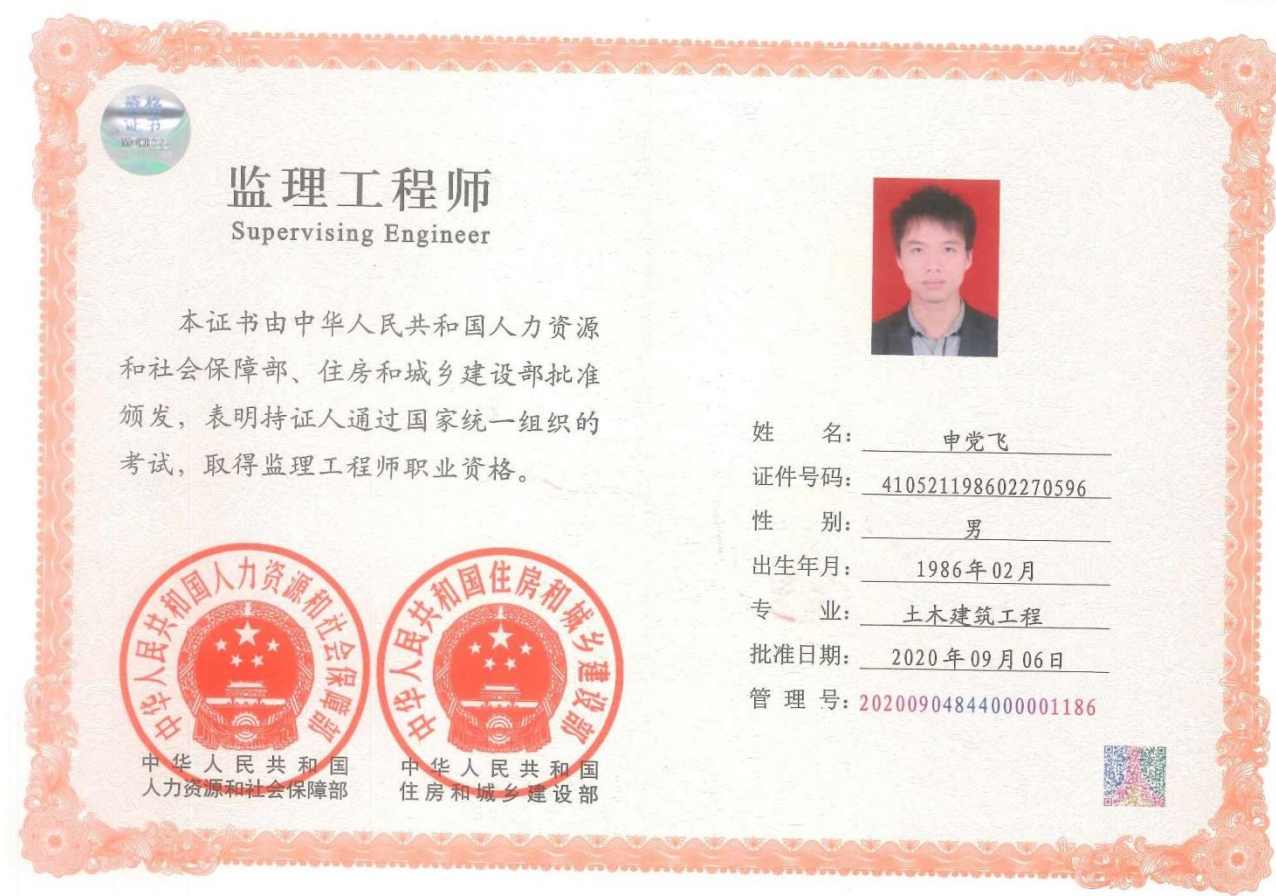 资格
证书
监理工程师
Supervising Engineer
本证书由中华人民共和国人力资源
和社会保障部、住房和城乡建设部批准
颁发，表明持证人通过国家统一组织的
考试，取得监理工程师职业资格。
中华人民共和国人力资源和社会保障部
中华人民共和国住房和城乡建设部
中华人民共和国
人力资源和社会保障部
中华人民共和国
住房和城乡建设部
姓名：申党飞
证件号码：410521198602270596
性别：男
出生年月：1986年02月
专业：土木建筑工程
批准日期：2020年09月06日
管理号：20200904844000001186